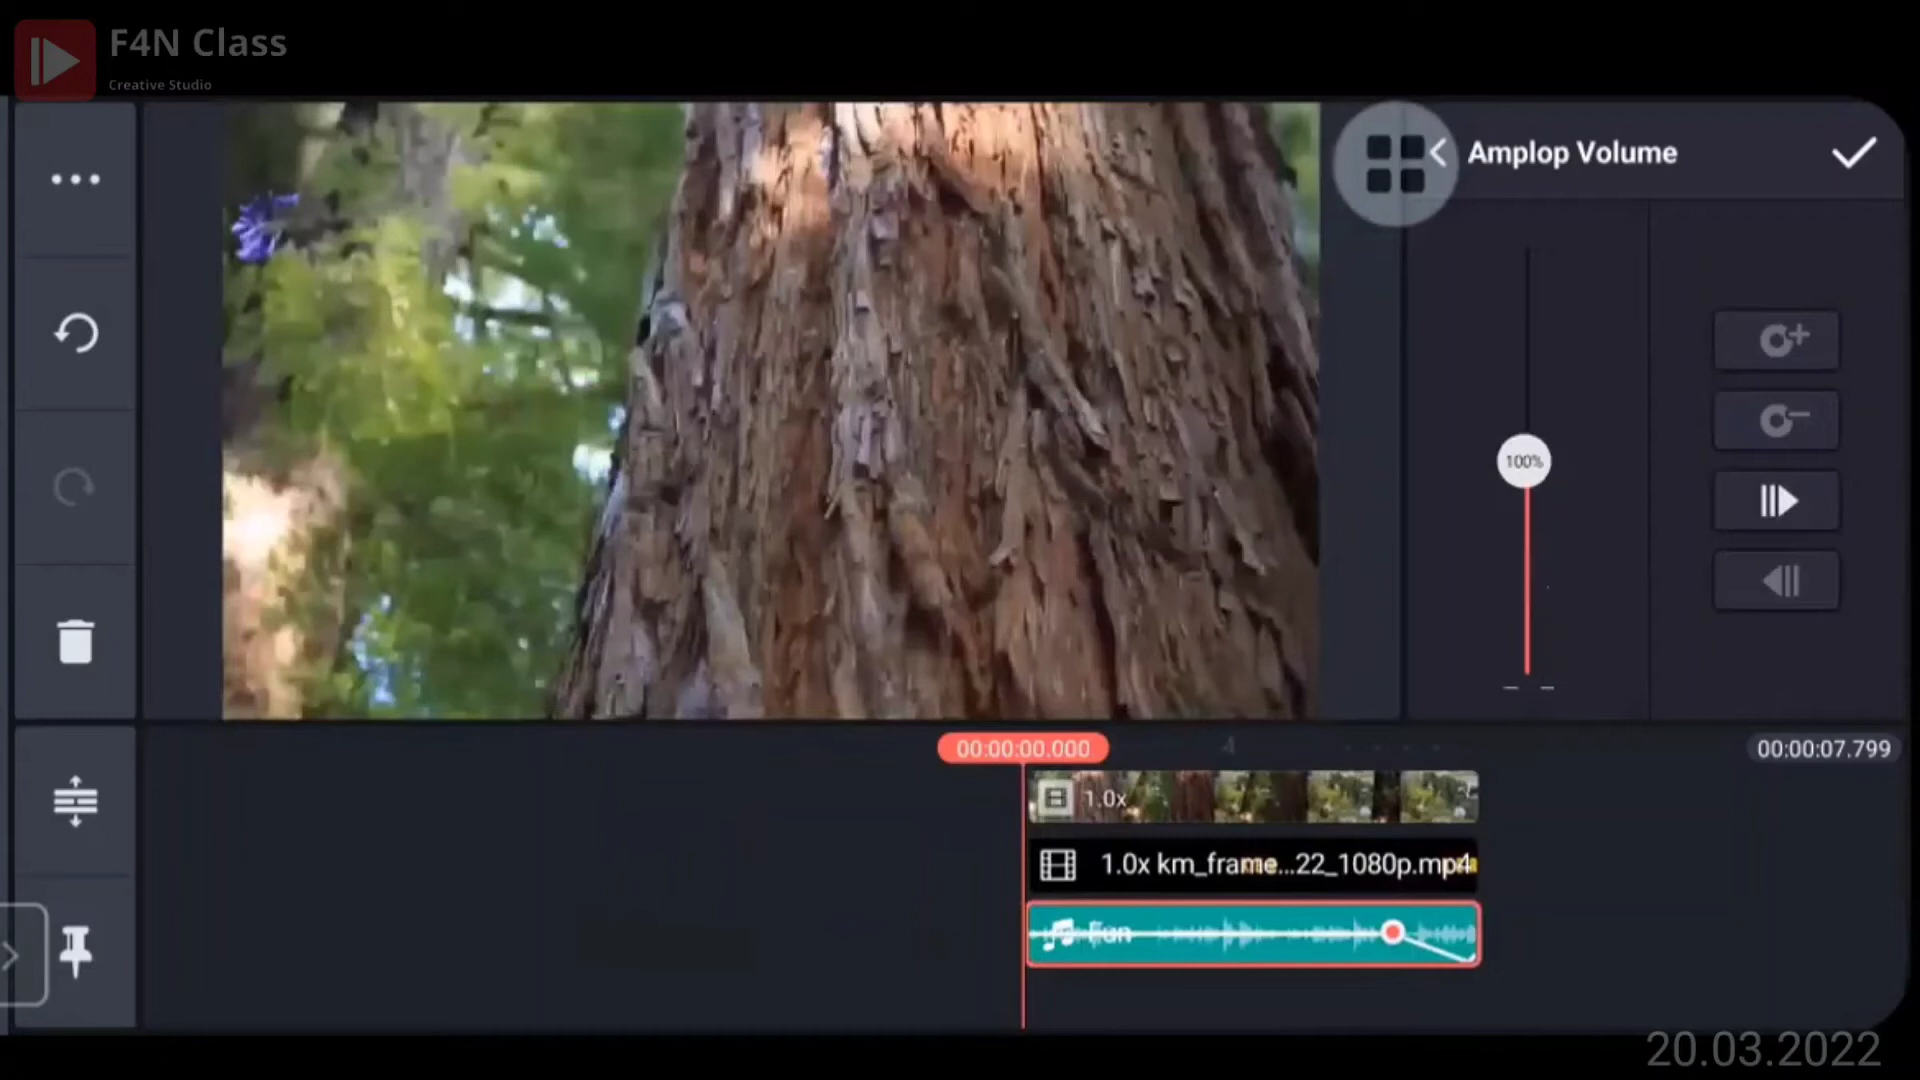 F4N Class
Creative Studio
Amplop Volume
100%
00:00:00.000
4
00:00:07.799
1.0x
1.0x km_frame...22_1080p.mp4
Fun
20.03.2022